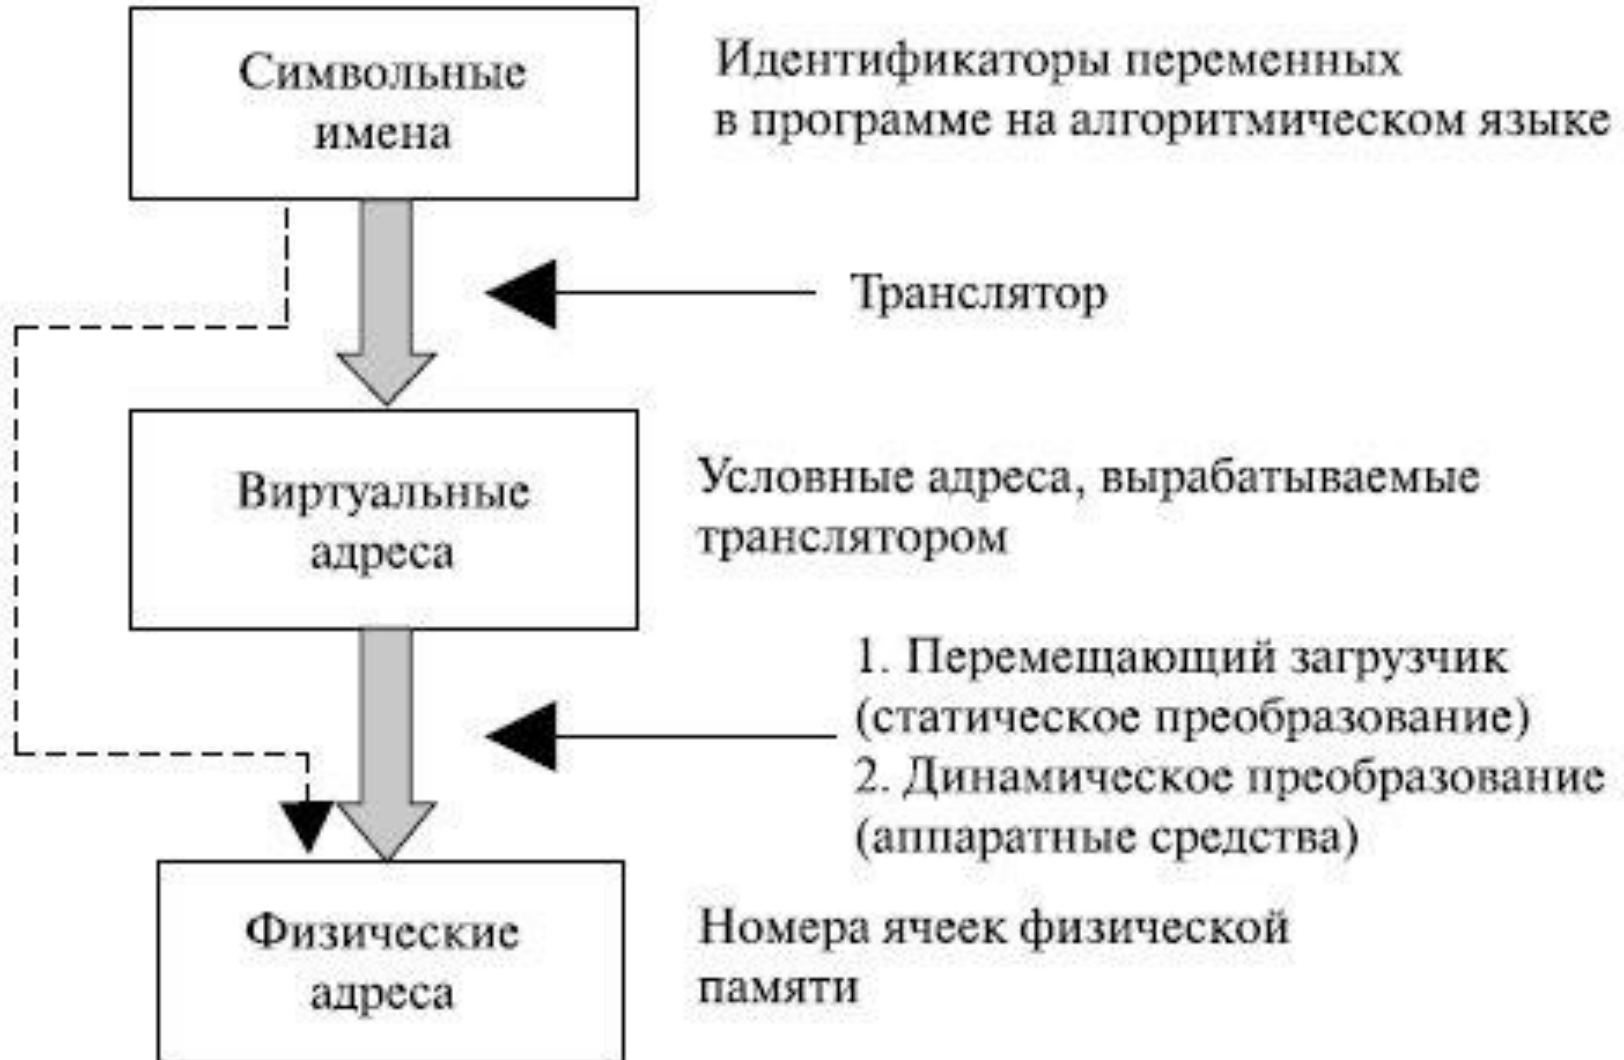 Символьные
имена
Идентификаторы переменных
в программе на алгоритмическом языке
Транслятор
Виртуальные
адреса
Условные адреса, вырабатываемые
транслятором
1. Перемещающий загрузчик
(статическое преобразование)
2. Динамическое преобразование
(аппаратные средства)
Физические
адреса
Номера ячеек физической
памяти